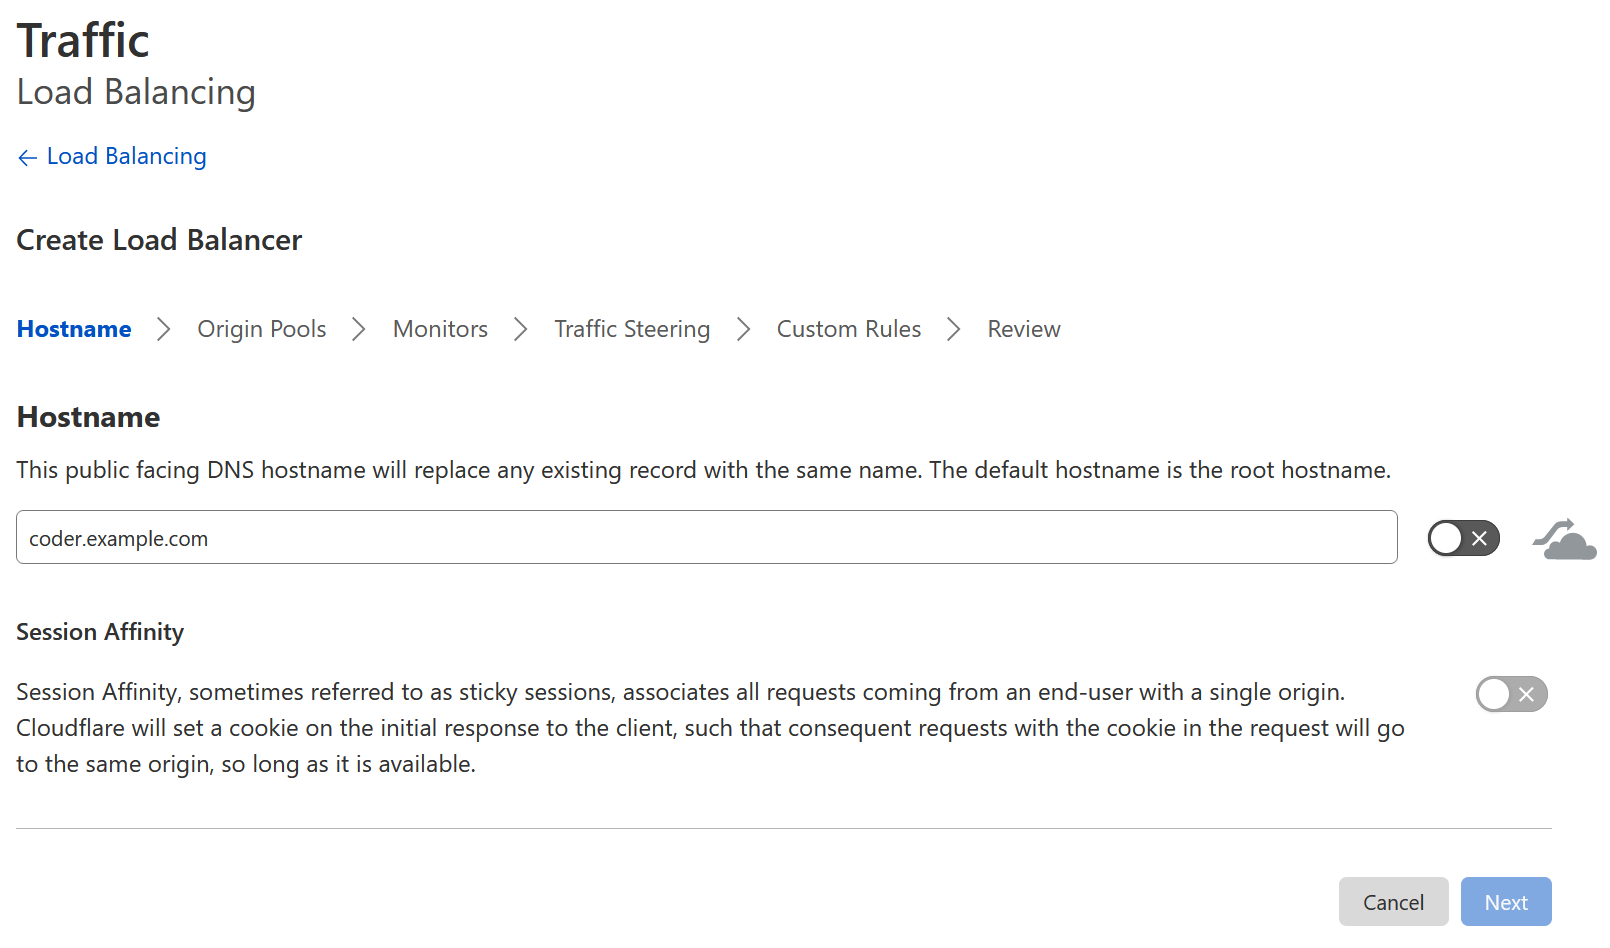 Traffic
Load Balancing
← Load Balancing
Create Load Balancer
Hostname > Origin Pools > Monitors > Traffic Steering > Custom Rules > Review
Hostname
This public facing DNS hostname will replace any existing record with the same name. The default hostname is the root hostname.
coder.example.com
Session Affinity
Session Affinity, sometimes referred to as sticky sessions, associates all requests coming from an end-user with a single origin.
Cloudflare will set a cookie on the initial response to the client, such that consequent requests with the cookie in the request will go
to the same origin, so long as it is available.
Cancel Next